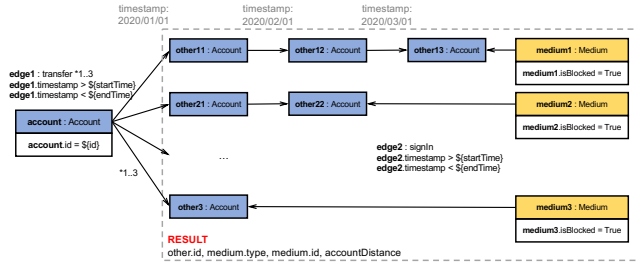 timestamp:
2020/01/01
timestamp:
2020/02/01
timestamp:
2020/03/01
other11 : Account
other12 : Account
other13 : Account
medium1 : Medium
medium1.isBlocked = True
edge1 : transfer *1..3
edge1.timestamp > ${startTime}
edge1.timestamp < ${endTime}
other21 : Account
other22 : Account
medium2 : Medium
medium2.isBlocked = True
account : Account
account.id = ${id}
...
edge2 : signIn
edge2.timestamp > ${startTime}
edge2.timestamp < ${endTime}
*1..3
other3 : Account
medium3 : Medium
medium3.isBlocked = True
RESULT
other.id, medium.type, medium.id, accountDistance